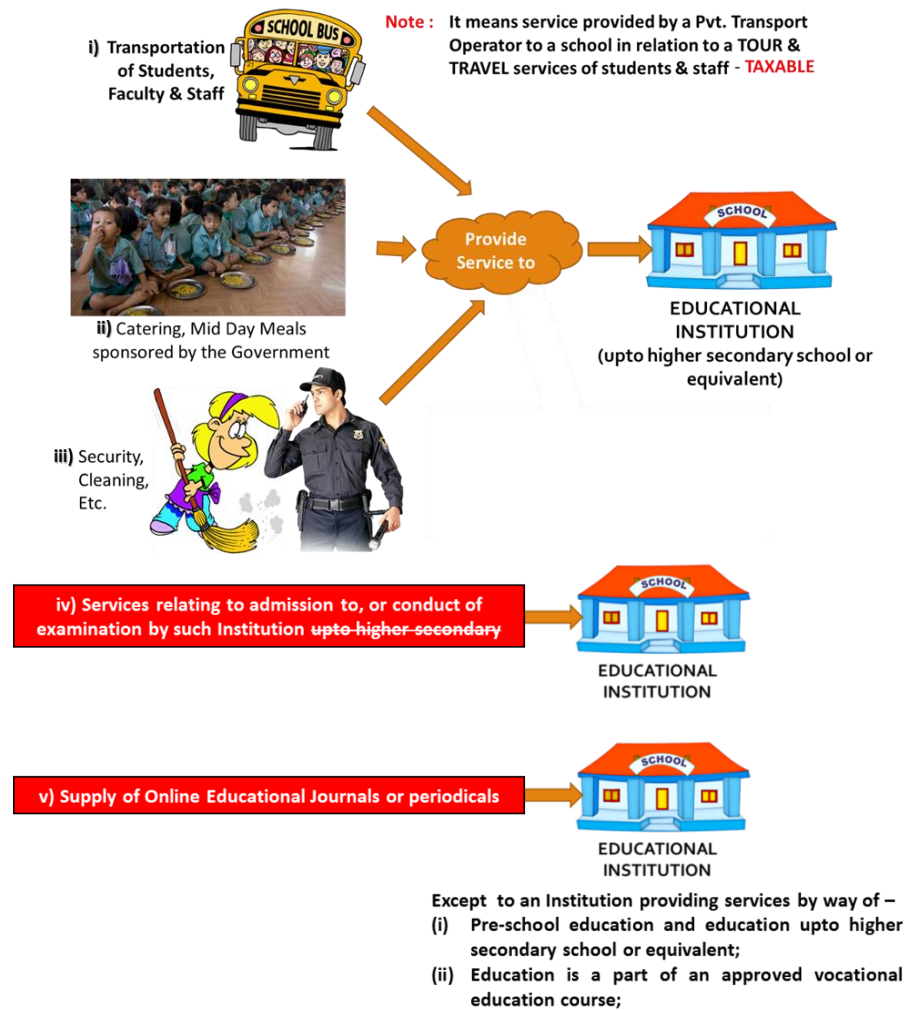 SCHOOL BUS
i) Transportation
of Students,
Faculty & Staff
Note : It means service provided by a Pvt. Transport
Operator to a school in relation to a TOUR &
TRAVEL services of students & staff - TAXABLE
Provide
Service to
SCHOOL
EDUCATIONAL
INSTITUTION
(upto higher secondary school or
equivalent)
ii) Catering, Mid Day Meals
sponsored by the Government
iii) Security,
Cleaning,
Etc.
iv) Services relating to admission to, or conduct of
examination by such Institution upto higher secondary
SCHOOL
EDUCATIONAL
INSTITUTION
v) Supply of Online Educational Journals or periodicals
SCHOOL
EDUCATIONAL
INSTITUTION
Except to an Institution providing services by way of –
(i) Pre-school education and education upto higher
secondary school or equivalent;
(ii) Education is a part of an approved vocational
education course;